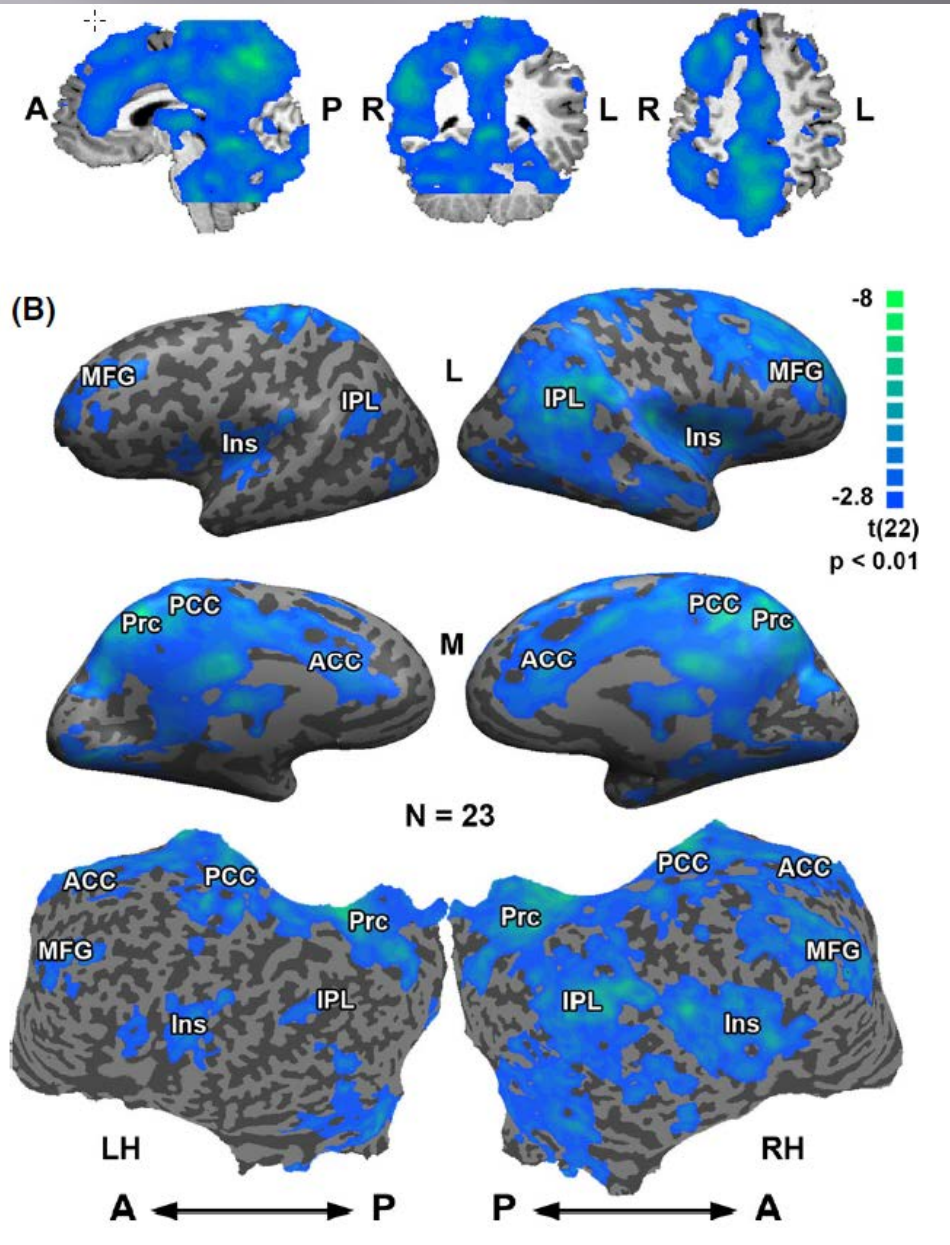 A P R L R L
(B)
-8
MFG IPL Ins L IPL Ins MFG
-2.8
t(22)
p < 0.01
Prc PCC ACC M ACC PCC Prc
N = 23
ACC PCC Prc Prc PCC ACC
MFG IPL Ins IPL Ins MFG
LH RH
A P P A